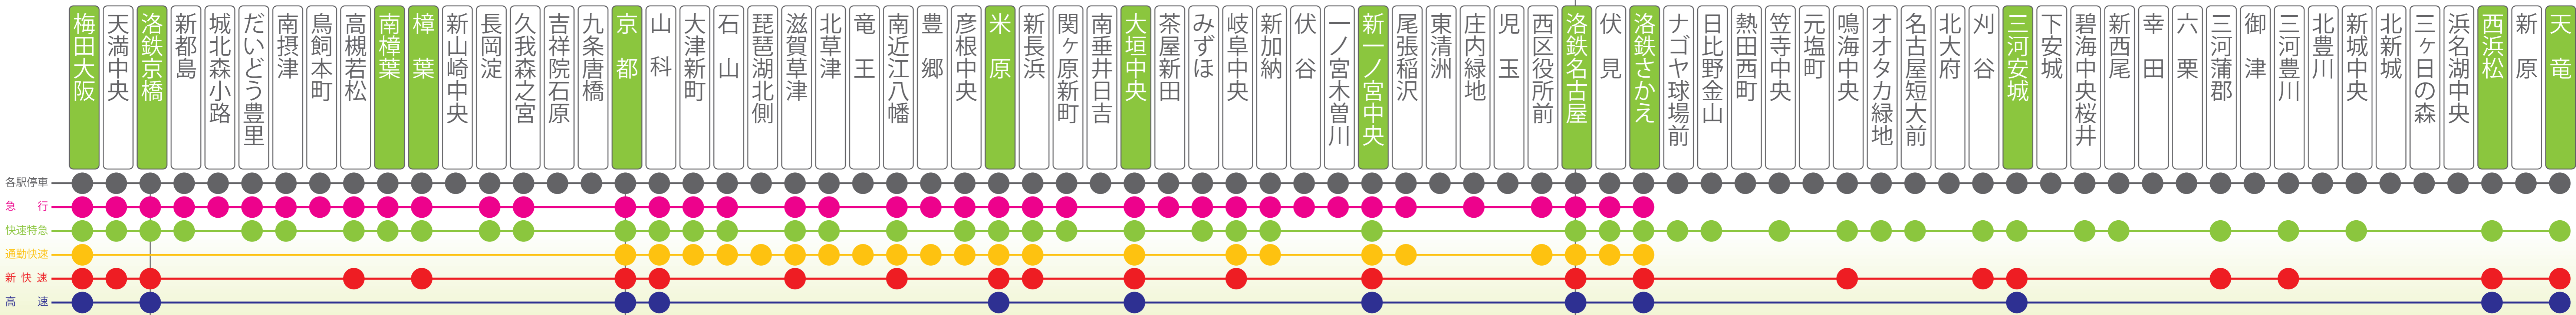 梅田大阪
天満中央
洛鉄京橋
新都島
城北森小路
だいどう豊里
南摂津
鳥飼本町
高槻若松
南樟葉
樟葉
新山崎中央
長岡淀
久我森之宮
吉祥院石原
九条唐橋
京都
山科
大津新町
石山
琵琶湖北側
滋賀草津
北草津
竜王
南近江八幡
豊郷
彦根中央
米原
新長浜
関ヶ原新町
南垂井日吉
大垣中央
茶屋新田
みずほ
岐阜中央
新加納
伏谷
一ノ宮木曽川
新一ノ宮中央
尾張稲沢
東清洲
庄内緑地
児玉
西区役所前
洛鉄名古屋
伏見
洛鉄さかえ
ナゴヤ球場前
日比野金山
熱田西町
笠寺中央
元塩町
鳴海中央
オオタカ緑地
名古屋短大前
北大府
刈谷
三河安城
下安城
碧海中央桜井
新西尾
幸田
六栗
三河蒲郡
御津
三河豊川
北豊川
新城中央
北新城
三ヶ日の森
浜名湖中央
西浜松
新原
天竜
各駅停車
急行
快速特急
通勤快速
新快速
高速